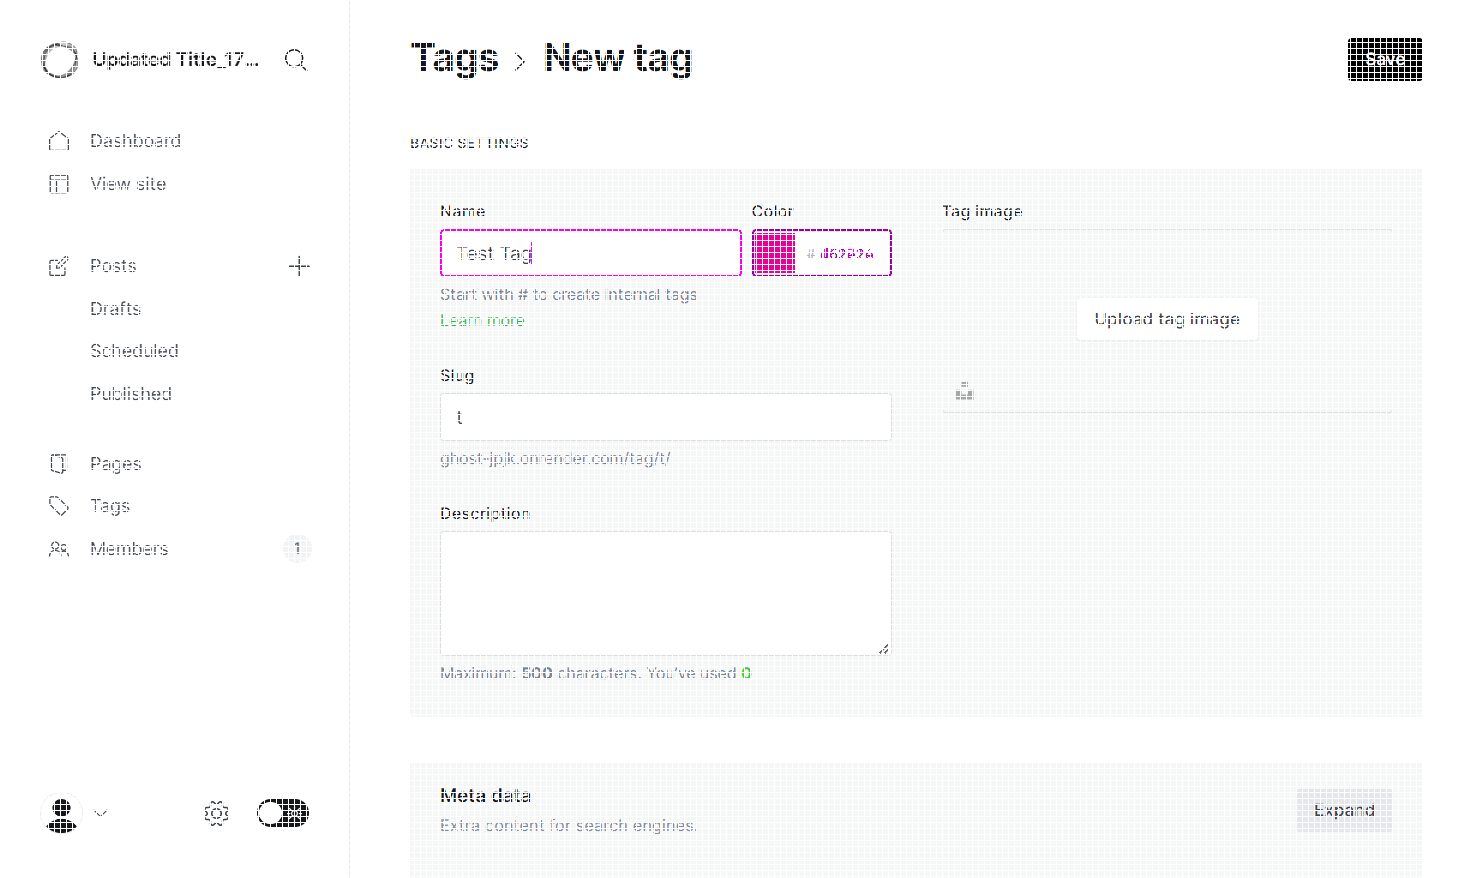 Updated Title_17...
Tags > New tag
Save
Dashboard
View site
BASIC SETTINGS
Name
Color
Tag image
Test Tag
#
Posts
Start with # to create internal tags
Learn more
Upload tag image
Drafts
Scheduled
Slug
Published
t
ghost-jpjk.onrender.com/tag/t/
Pages
Tags
Description
Members
1
Maximum: 500 characters. You've used 0
Meta data
Extra content for search engines.
Expand